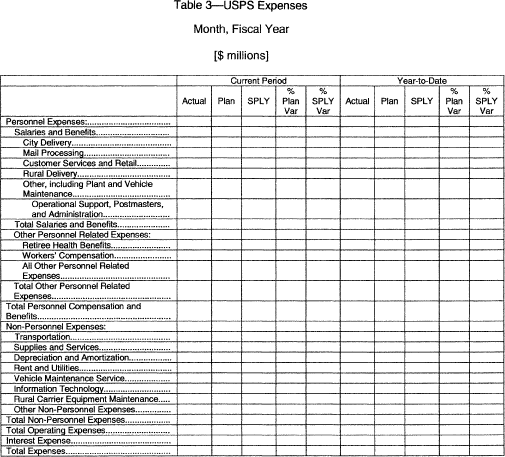 Table 3—USPS Expenses
Month, Fiscal Year
[$ millions]
Current Period Year-to-Date
Actual Plan SPLY % Plan Var % SPLY Var Actual Plan SPLY % Plan Var % SPLY Var
Personnel Expenses:
Salaries and Benefits
City Delivery
Mail Processing
Customer Services and Retail
Rural Delivery
Other, including Plant and Vehicle
Maintenance
Operational Support, Postmasters,
and Administration
Total Salaries and Benefits
Other Personnel Related Expenses:
Retiree Health Benefits
Workers' Compensation
All Other Personnel Related
Expenses
Total Other Personnel Related
Expenses
Total Personnel Compensation and
Benefits
Non-Personnel Expenses:
Transportation
Supplies and Services
Depreciation and Amortization
Rent and Utilities
Vehicle Maintenance Service
Information Technology
Rural Carrier Equipment Maintenance
Other Non-Personnel Expenses
Total Non-Personnel Expenses
Total Operating Expenses
Interest Expense
Total Expenses